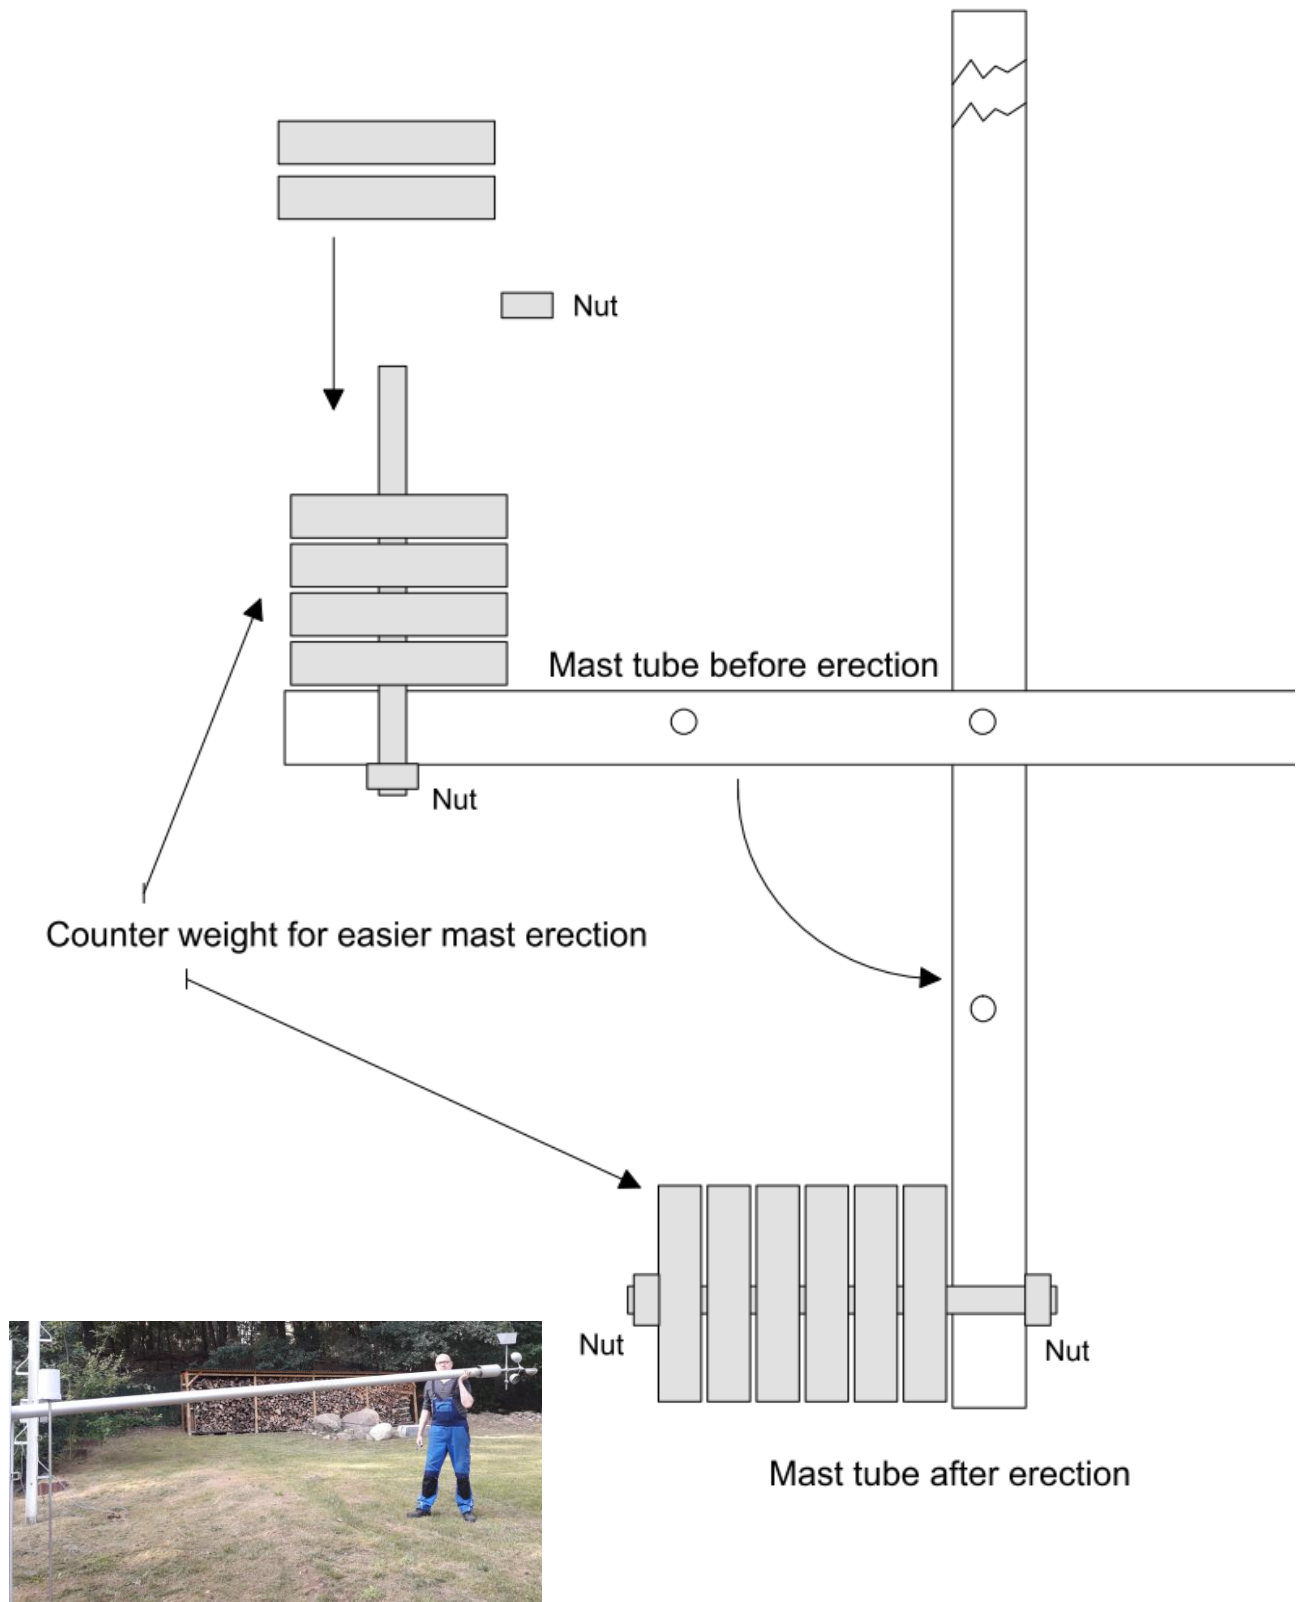 Nut
Mast tube before erection
Nut
Counter weight for easier mast erection
Nut
Nut
Mast tube after erection